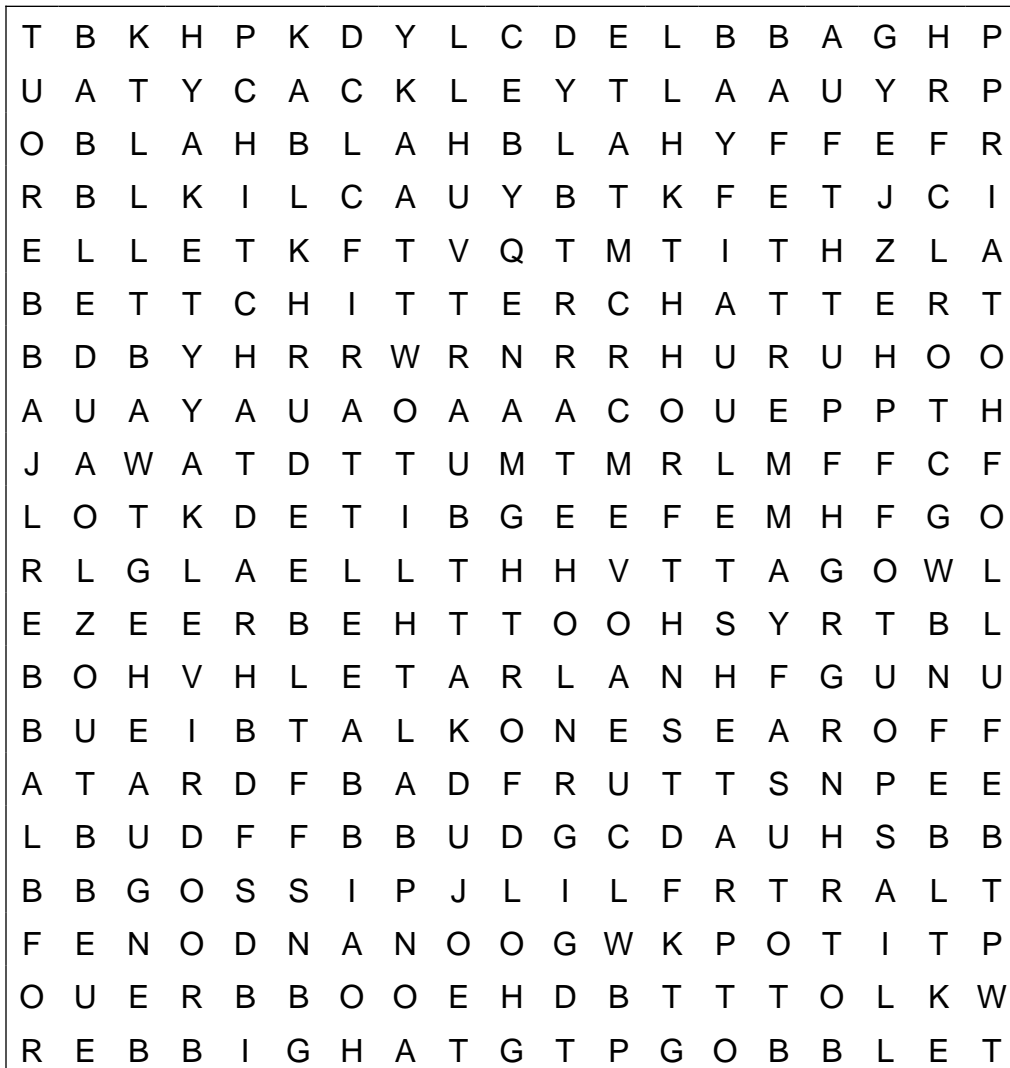 T B K H P K D Y L C D E L B B A G H P
U A T Y C A C K L E Y T L A A U Y R P
O B L A H B L A H B L A H Y F F E F R
R B L K I L C A U Y B T K F E T J C I
E L L E T K F T V Q T M T I T H Z L A
B E T T C H I T T E R C H A T T E R T
B D B Y H R R W R N R R H U R U H O O
A U A Y A U A O A A A C O U E P P T H
J A W A T D T T U M T M R L M F F C F
L O T K D E T I B G E E F E M H F G O
R L G L A E L L T H H V T T A G O W L
E Z E E R B E H T T O O H S Y R T B L
B O H V H L E T A R L A N H F G U N U
B U E I B T A L K O N E S E A R O F F
A T A R D F B A D F R U T T S N P E E
L B U D F F B B U D G C D A U H S B B
B B G O S S I P J L I L F R T R A L T
F E N O D N A N O O G W K P O T I T P
O U E R B B O O E H D B T T T O L K W
R E B B I G H A T G T P G O B B L E T